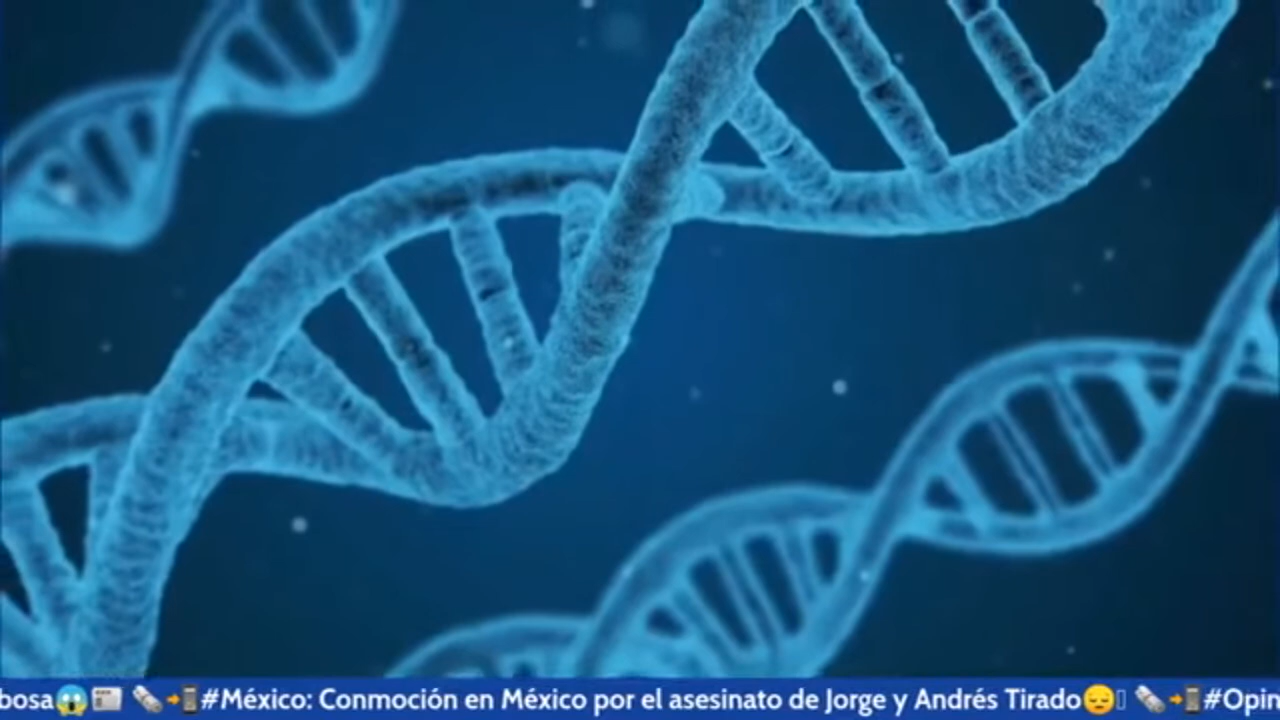 bosa😱📰 🗞️➡️📲#México: Conmoción en México por el asesinato de Jorge y Andrés Tirado😔 🗞️➡️📲#Opin